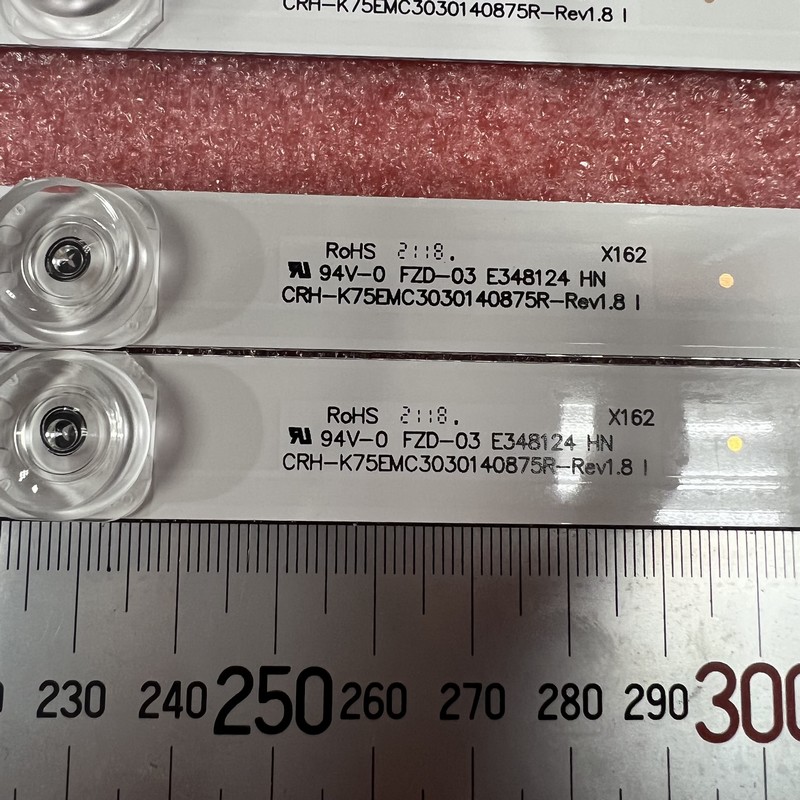 CRH-K75EMC3030140875R-Rev1.8 I
RoHS 2118. X162
94V-0 FZD-03 E348124 HN
CRH-K75EMC3030140875R-Rev1.8 I
RoHS 2118. X162
94V-0 FZD-03 E348124 HN
CRH-K75EMC3030140875R-Rev1.8 I
230 240 250 260 270 280 290 300